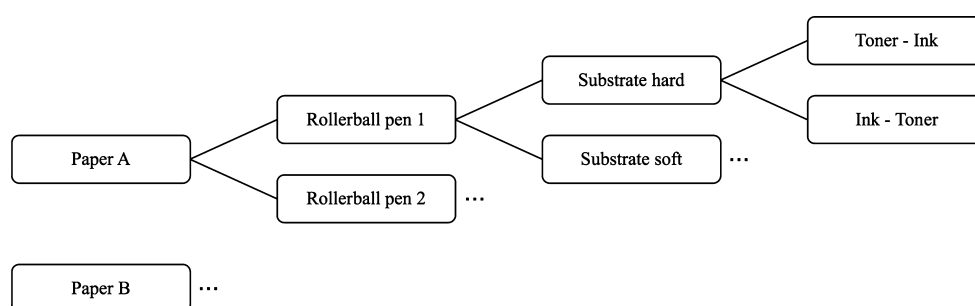 Toner - Ink
Substrate hard
Rollerball pen 1
Ink - Toner
Paper A
Substrate soft ...
Rollerball pen 2 ...
Paper B ...